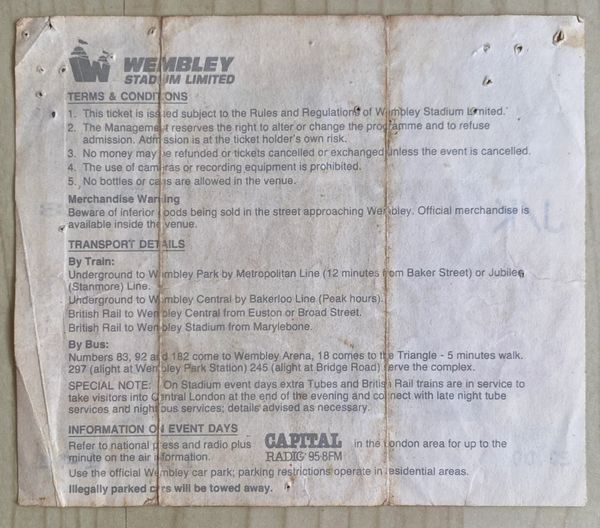 WEMBLEY
STADIUM LIMITED
TERMS & CONDITIONS
1. This ticket is issued subject to the Rules and Regulations of Wembley Stadium Limited.
2. The Management reserves the right to alter or change the programme and to refuse
admission. Admission is at the ticket holder's own risk.
3. No money may be refunded or tickets cancelled or exchanged unless the event is cancelled.
4. The use of cameras or recording equipment is prohibited.
5. No bottles or cans are allowed in the venue.
Merchandise Warning
Beware of inferior goods being sold in the street approaching Wembley. Official merchandise is
available inside the venue.
TRANSPORT DETAILS
By Train:
Underground to Wembley Park by Metropolitan Line (12 minutes from Baker Street) or Jubilee
(Stanmore) Line.
Underground to Wembley Central by Bakerloo Line (Peak hours).
British Rail to Wembley Central from Euston or Broad Street.
British Rail to Wembley Stadium from Marylebone.
By Bus:
Numbers 83, 92 and 182 come to Wembley Arena, 18 comes to the Triangle - 5 minutes walk.
297 (alight at Wembley Park Station) 245 (alight at Bridge Road) serve the complex.
SPECIAL NOTE: On Stadium event days extra Tubes and British Rail trains are in service to
take visitors into Central London at the end of the evening and connect with late night tube
services and night bus services; details advised as necessary.
INFORMATION ON EVENT DAYS
Refer to national press and radio plus CAPITAL RADIO 95·8FM in the London area for up to the
minute on the air information.
Use the official Wembley car park; parking restrictions operate in residential areas.
Illegally parked cars will be towed away.